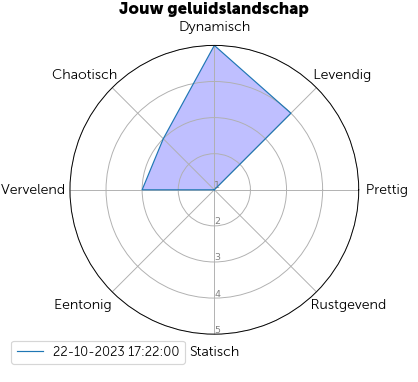 Jouw geluidslandschap
Dynamisch
Chaotisch
Levendig
Vervelend
Prettig
1
2
3
4
5
Eentonig
Rustgevend
Statisch
22-10-2023 17:22:00